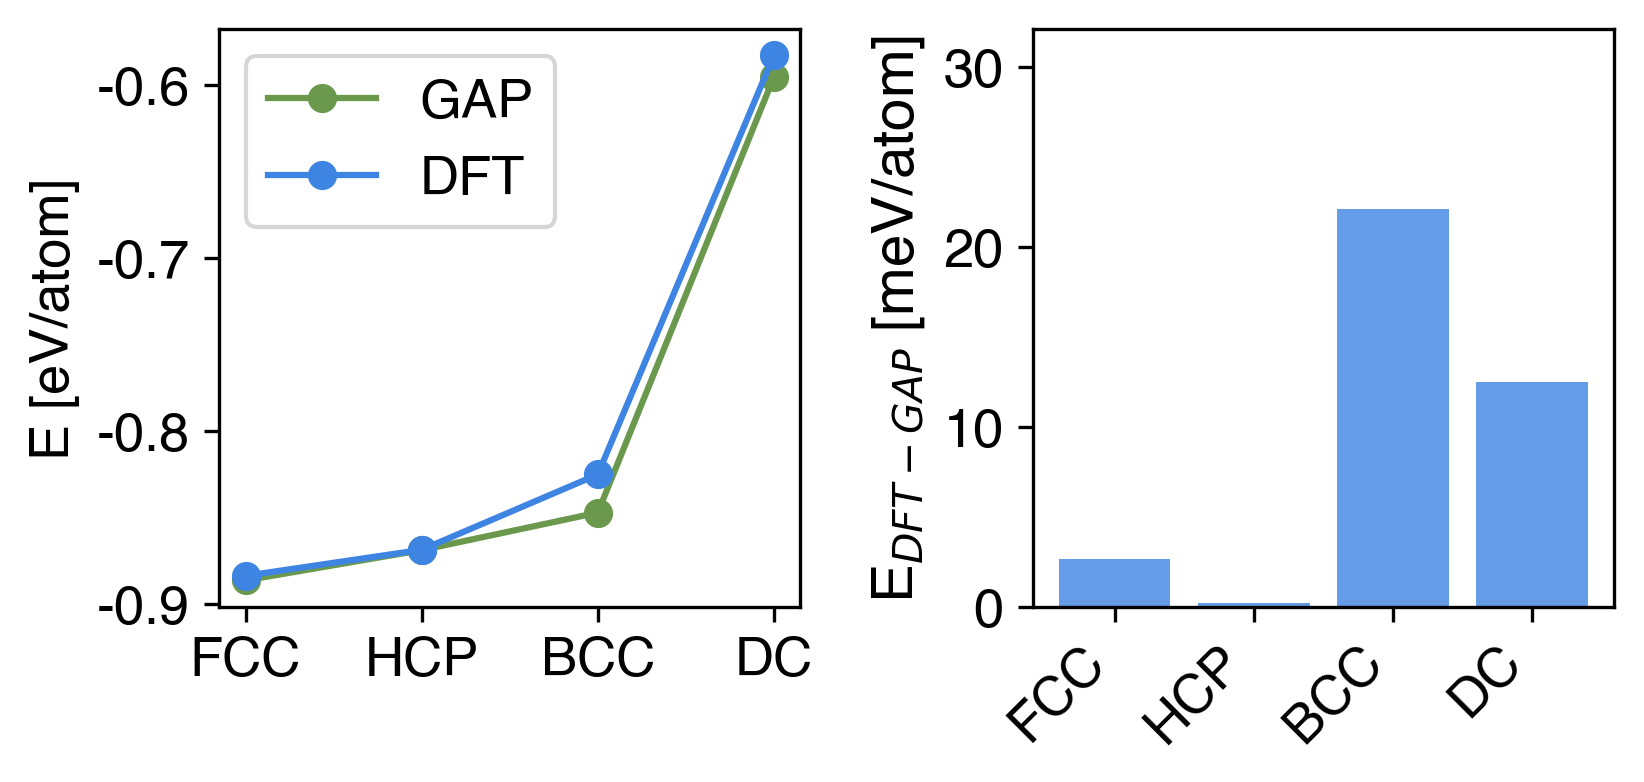 E [eV/atom]
-0.6
-0.7
-0.8
-0.9
GAP
DFT
FCC HCP BCC DC
E_DFT − GAP [meV/atom]
30
20
10
0
FCC HCP BCC DC